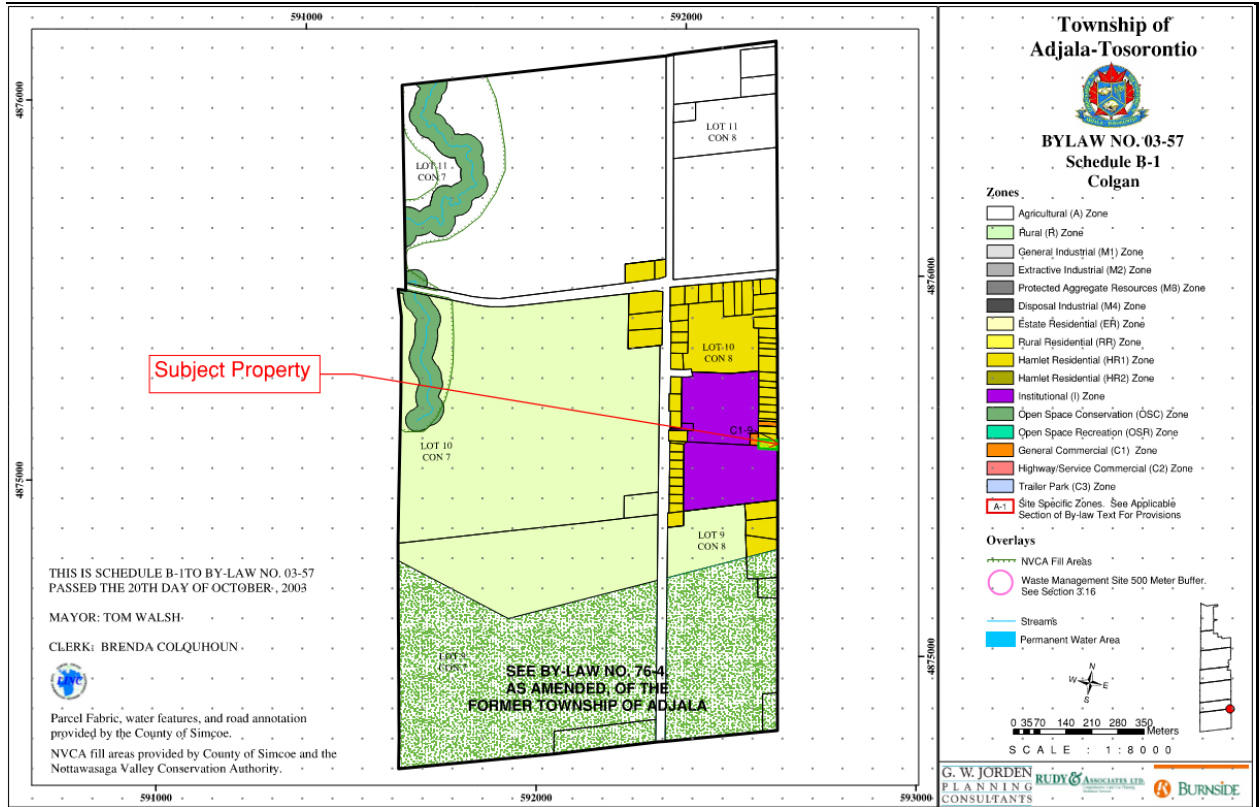 591000
592000
4876000
4876000
4875000
4875000
591000
592000
593000
LOT 11
CON 8
LOT 11
CON 7
LOT 10
CON 8
Subject Property
C1-9
LOT 10
CON 7
LOT 9
CON 8
CON 7
SEE BY-LAW NO. 76-4
AS AMENDED, OF THE
FORMER TOWNSHIP OF ADJALA
THIS IS SCHEDULE B-1TO BY-LAW NO. 03-57
PASSED THE 20TH DAY OF OCTOBER , 2003
MAYOR: TOM WALSH
CLERK: BRENDA COLQUHOUN
LINC
Parcel Fabric, water features, and road annotation
provided by the County of Simcoe.
NVCA fill areas provided by County of Simcoe and the
Nottawasaga Valley Conservation Authority.
Township of
Adjala-Tosorontio
BYLAW NO. 03-57
Schedule B-1
Colgan
Zones
Agricultural (A) Zone
Rural (R) Zone
General Industrial (M1) Zone
Extractive Industrial (M2) Zone
Protected Aggregate Resources (M3) Zone
Disposal Industrial (M4) Zone
Estate Residential (ER) Zone
Rural Residential (RR) Zone
Hamlet Residential (HR1) Zone
Hamlet Residential (HR2) Zone
Institutional (I) Zone
Open Space Conservation (OSC) Zone
Open Space Recreation (OSR) Zone
General Commercial (C1) Zone
Highway/Service Commercial (C2) Zone
Trailer Park (C3) Zone
A-1 Site Specific Zones. See Applicable
Section of By-law Text For Provisions
Overlays
NVCA Fill Areas
Waste Management Site 500 Meter Buffer.
See Section 3.16
Streams
Permanent Water Area
N
W E
S
0 35 70 140 210 280 350
Meters
SCALE : 1:8000
G. W. JORDEN
PLANNING
CONSULTANTS
RUDY & ASSOCIATES LTD.
BURNSIDE